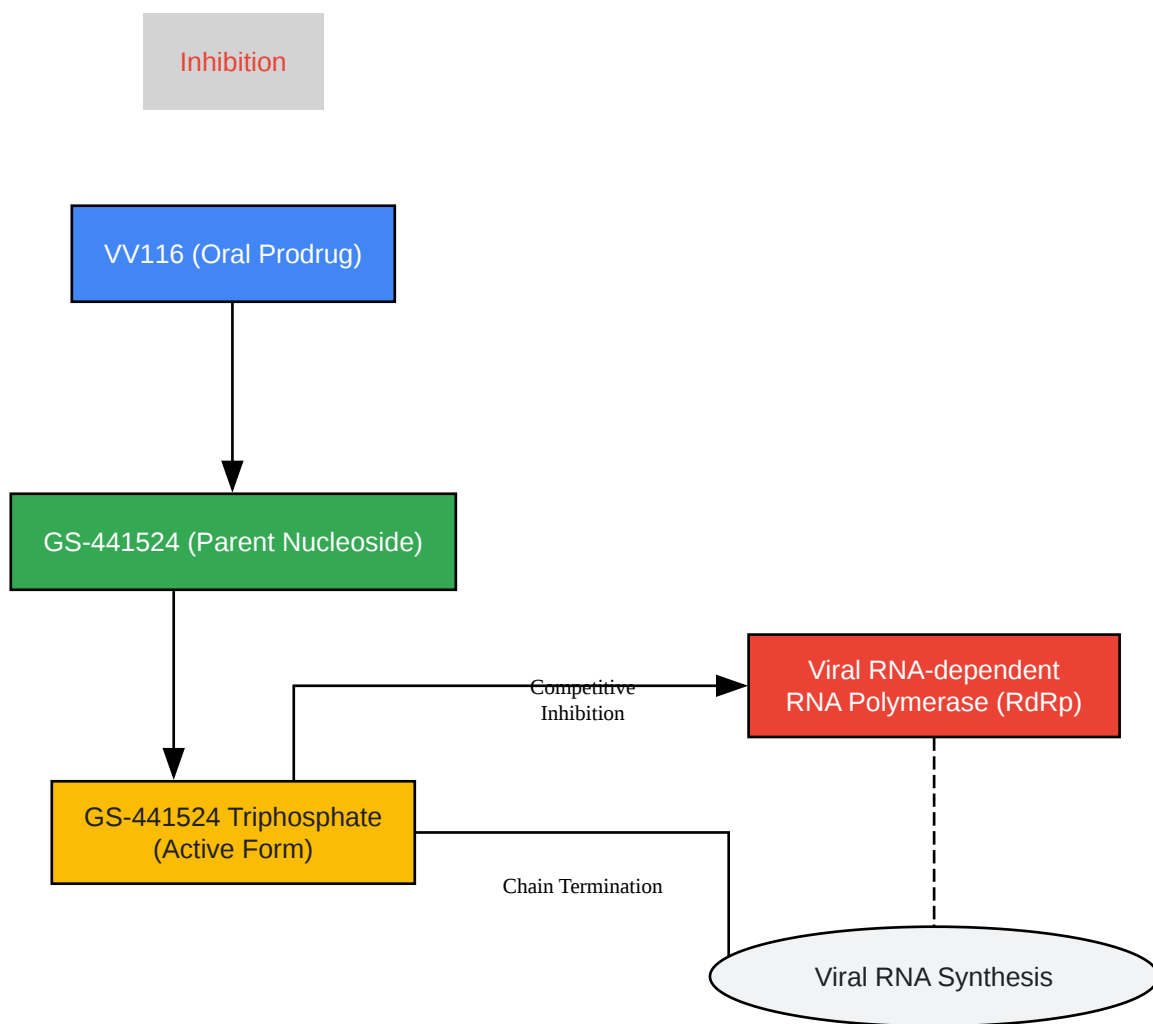 Inhibition
VV116 (Oral Prodrug)
GS-441524 (Parent Nucleoside)
Viral RNA-dependent
RNA Polymerase (RdRp)
Competitive
Inhibition
GS-441524 Triphosphate
(Active Form)
Chain Termination
Viral RNA Synthesis